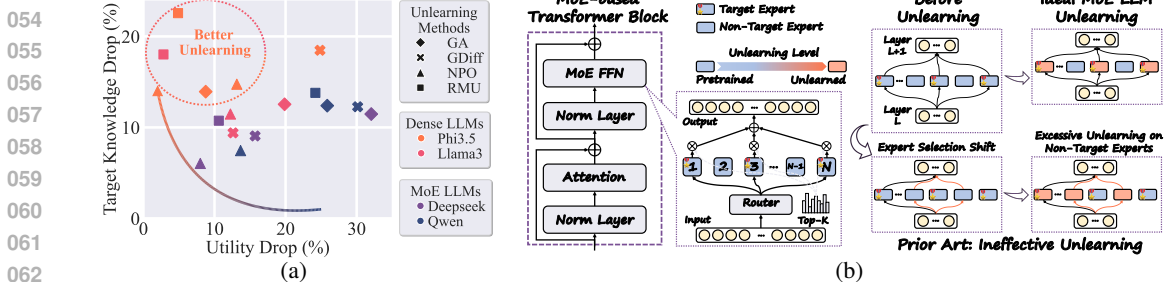 054
055
056
057
058
059
060
061
062
Target Knowledge Drop (%)
20
10
0
0
10
20
30
Utility Drop (%)
Better
Unlearning
(a)
Unlearning
Methods
GA
GDiff
NPO
RMU
Dense LLMs
Phi3.5
Llama3
MoE LLMs
Deepseek
Qwen
MoE-based
Transformer Block
MoE FFN
Norm Layer
Attention
Norm Layer
Target Expert
Non-Target Expert
Unlearning Level
Pretrained
Unlearned
Output
1
2
3
...
N-1
N
Router
Input
Top-K
Before
Unlearning
Layer
L+1
Layer
L
Ideal MoE LLM
Unlearning
Expert Selection Shift
Excessive Unlearning on
Non-Target Experts
Prior Art: Ineffective Unlearning
(b)